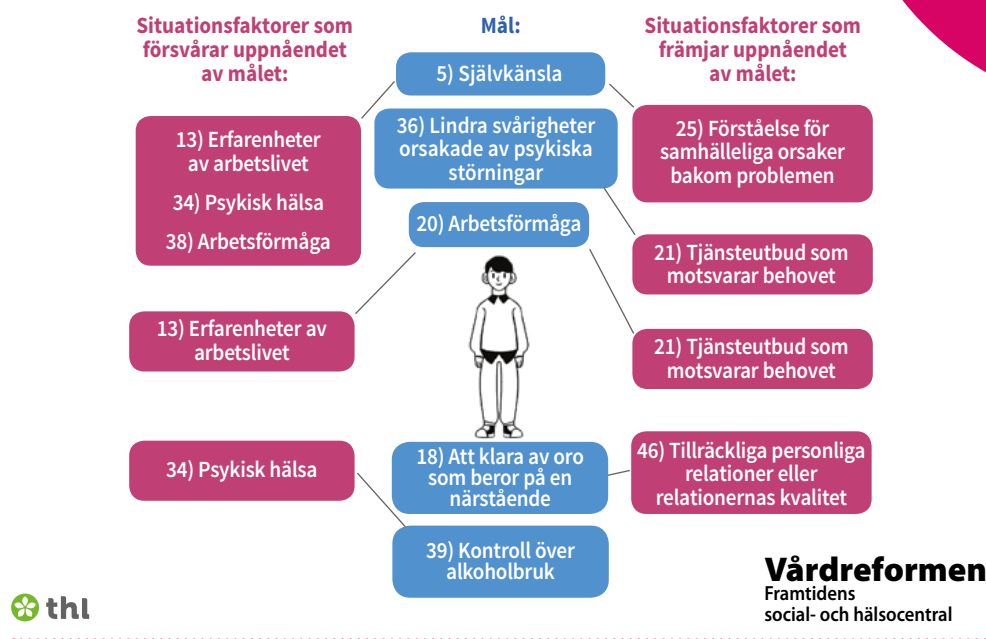 Situationsfaktorer som
försvårar uppnåendet
av målet:
Mål:
Situationsfaktorer som
främjar uppnåendet
av målet:
5) Självkänsla
13) Erfarenheter
av arbetslivet
34) Psykisk hälsa
38) Arbetsförmåga
36) Lindra svårigheter
orsakade av psykiska
störningar
25) Förståelse för
samhälleliga orsaker
bakom problemen
20) Arbetsförmåga
21) Tjänsteutbud som
motsvarar behovet
13) Erfarenheter av
arbetslivet
21) Tjänsteutbud som
motsvarar behovet
34) Psykisk hälsa
18) Att klara av oro
som beror på en
närstående
46) Tillräckliga personliga
relationer eller
relationernas kvalitet
39) Kontroll över
alkoholbruk
thl
Vårdreformen
Framtidens
social- och hälsocentral